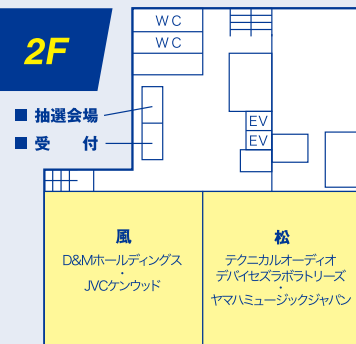 2F
WC
WC
■ 抽選会場
■ 受　付
EV
EV
風
D&Mホールディングス
・
JVCケンウッド
松
テクニカルオーディオ
デバイセズラボラトリーズ
・
ヤマハミュージックジャパン